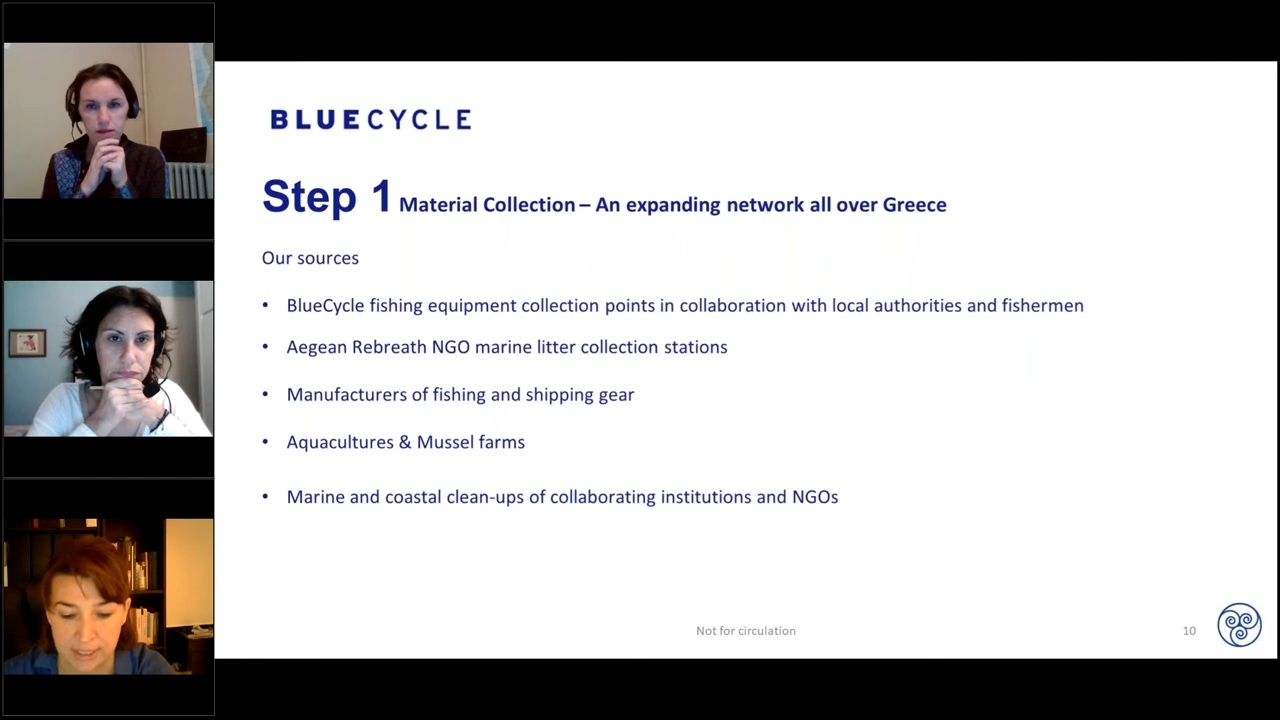 BLUECYCLE
Step 1 Material Collection – An expanding network all over Greece
Our sources
• BlueCycle fishing equipment collection points in collaboration with local authorities and fishermen
• Aegean Rebreath NGO marine litter collection stations
• Manufacturers of fishing and shipping gear
• Aquacultures & Mussel farms
• Marine and coastal clean-ups of collaborating institutions and NGOs
Not for circulation
10